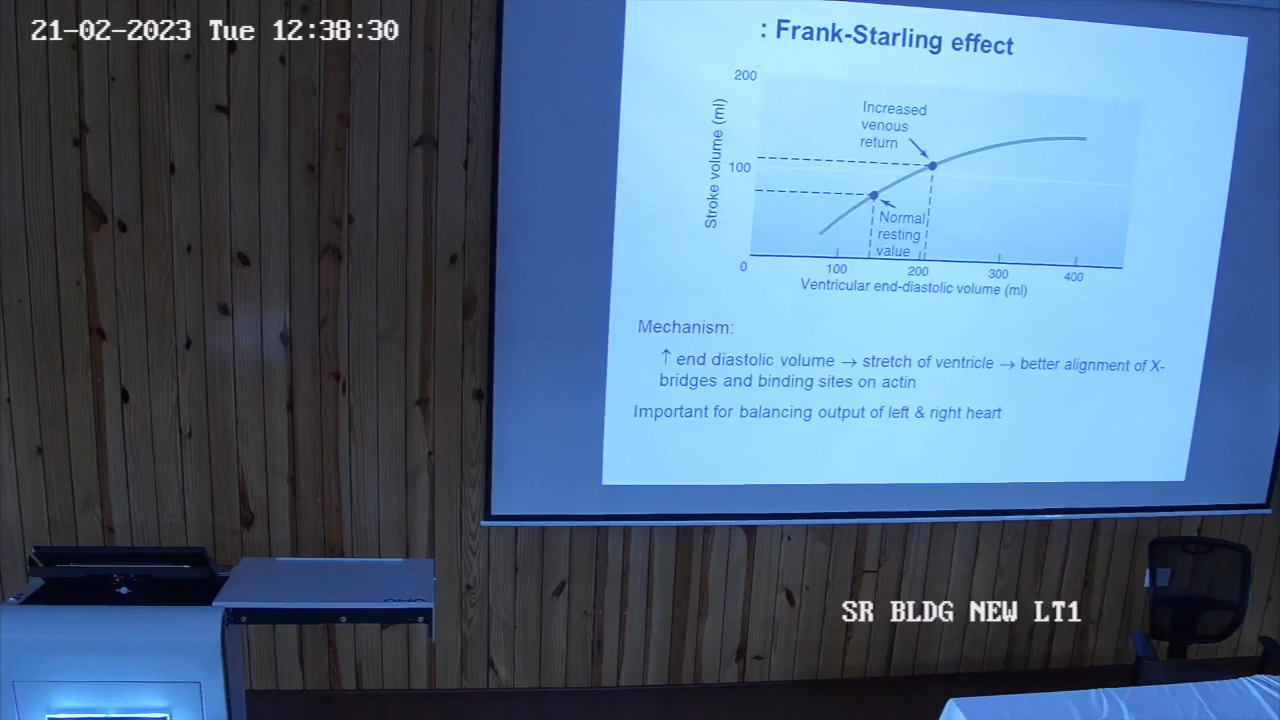 21-02-2023 Tue 12:38:30
: Frank-Starling effect
200
Increased
venous
return
Stroke volume (ml)
100
Normal
resting
value
0
100
200
300
400
Ventricular end-diastolic volume (ml)
Mechanism:
↑ end diastolic volume → stretch of ventricle → better alignment of X-
bridges and binding sites on actin
Important for balancing output of left & right heart
SR BLDG NEW LT1